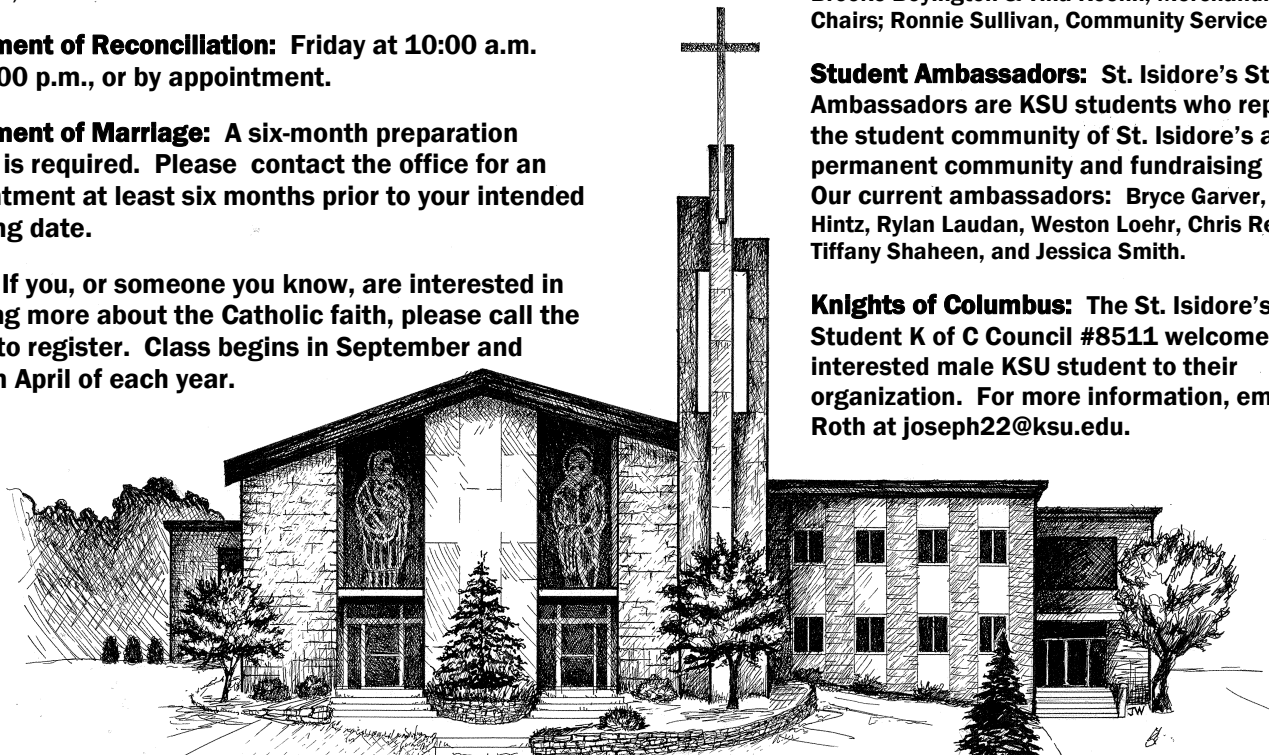 ment of Reconciliation: Friday at 10:00 a.m.
00 p.m., or by appointment.
ment of Marriage: A six-month preparation
is required. Please contact the office for an
ntment at least six months prior to your intended
ng date.
If you, or someone you know, are interested in
ng more about the Catholic faith, please call the
to register. Class begins in September and
n April of each year.
Chairs; Ronnie Sullivan, Community Service
Student Ambassadors: St. Isidore's St
Ambassadors are KSU students who rep
the student community of St. Isidore's a
permanent community and fundraising
Our current ambassadors: Bryce Garver,
Hintz, Rylan Laudan, Weston Loehr, Chris Re
Tiffany Shaheen, and Jessica Smith.
Knights of Columbus: The St. Isidore's
Student K of C Council #8511 welcome
interested male KSU student to their
organization. For more information, em
Roth at joseph22@ksu.edu.
JW